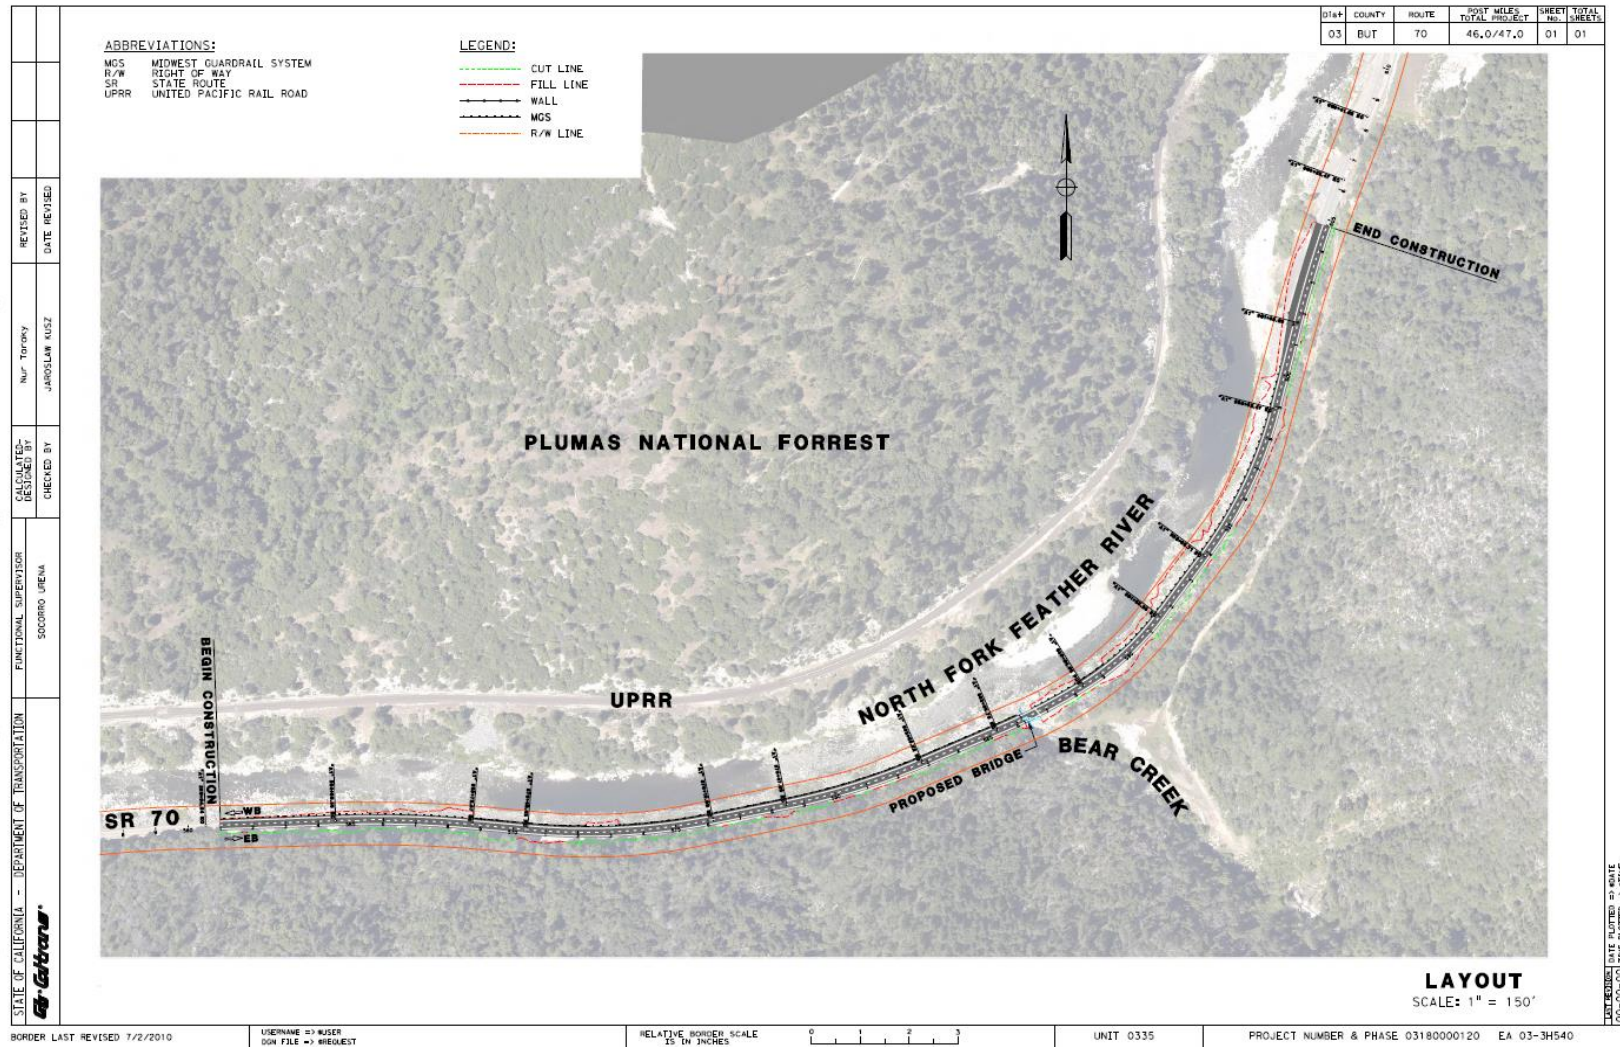 Dist COUNTY ROUTE POST MILES TOTAL PROJECT SHEET No. TOTAL SHEETS
03 BUT 70 46.0/47.0 01 01
ABBREVIATIONS:
MGS MIDWEST GUARDRAIL SYSTEM
R/W RIGHT OF WAY
SR STATE ROUTE
UPRR UNITED PACIFIC RAIL ROAD
LEGEND:
CUT LINE
FILL LINE
WALL
MGS
R/W LINE
END CONSTRUCTION
PLUMAS NATIONAL FORREST
NORTH FORK FEATHER RIVER
UPRR
BEGIN CONSTRUCTION
BEAR CREEK
PROPOSED BRIDGE
SR 70
WB
EB
LAYOUT
SCALE: 1" = 150'
REVISED BY
DATE REVISED
Nur Taraky
JAROSLAW KUSZ
CALCULATED-
DESIGNED BY
CHECKED BY
FUNCTIONAL SUPERVISOR
SOCORRO URENA
STATE OF CALIFORNIA - DEPARTMENT OF TRANSPORTATION
Caltrans
DATE PLOTTED => #DATE
LAST REVISION
BORDER LAST REVISED 7/2/2010
USERNAME => #USER
DGN FILE => #REQUEST
RELATIVE BORDER SCALE
IS IN INCHES
0 1 2 3
UNIT 0335
PROJECT NUMBER & PHASE 03180000120 EA 03-3H540